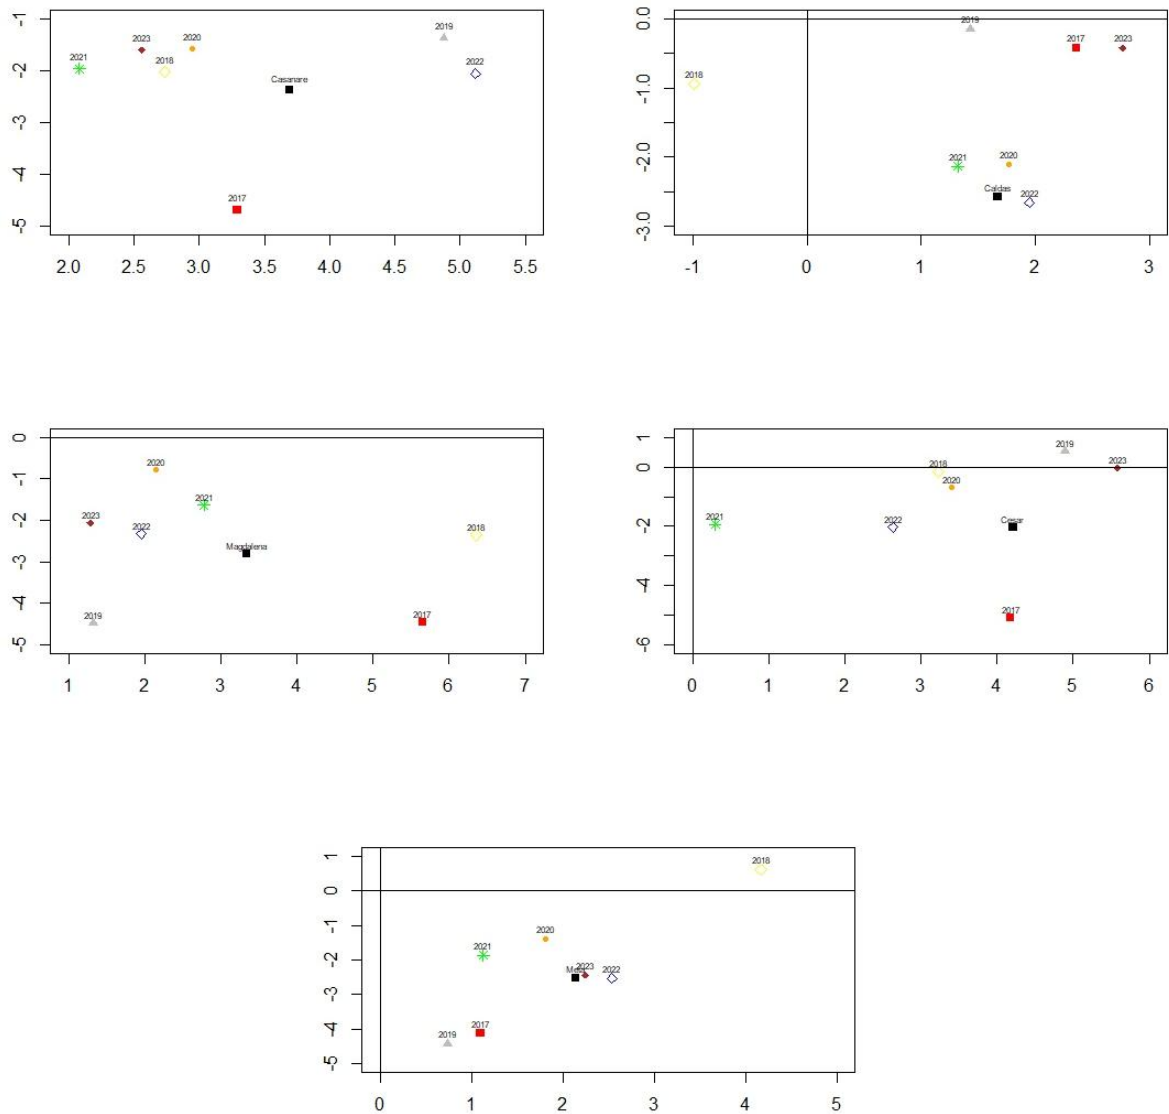 -1 -2 -3 -4 -5
2023 2020 2019
2021 2018 Casanare 2022
2017
2.0 2.5 3.0 3.5 4.0 4.5 5.0 5.5
0.0 -1.0 -2.0 -3.0
2019 2017 2023
2018
2021 2020
Caldas 2022
-1 0 1 2 3
0 -1 -2 -3 -4 -5
2020
2021
2023 2022 2018
Magdalena
2019 2017
1 2 3 4 5 6 7
1 0 -2 -4 -6
2019
2018 2023
2020
2021 2022 Cesar
2017
0 1 2 3 4 5 6
1 0 -1 -2 -3 -4 -5
2018
2020
2021
Meta 2023 2022
2017
2019
0 1 2 3 4 5